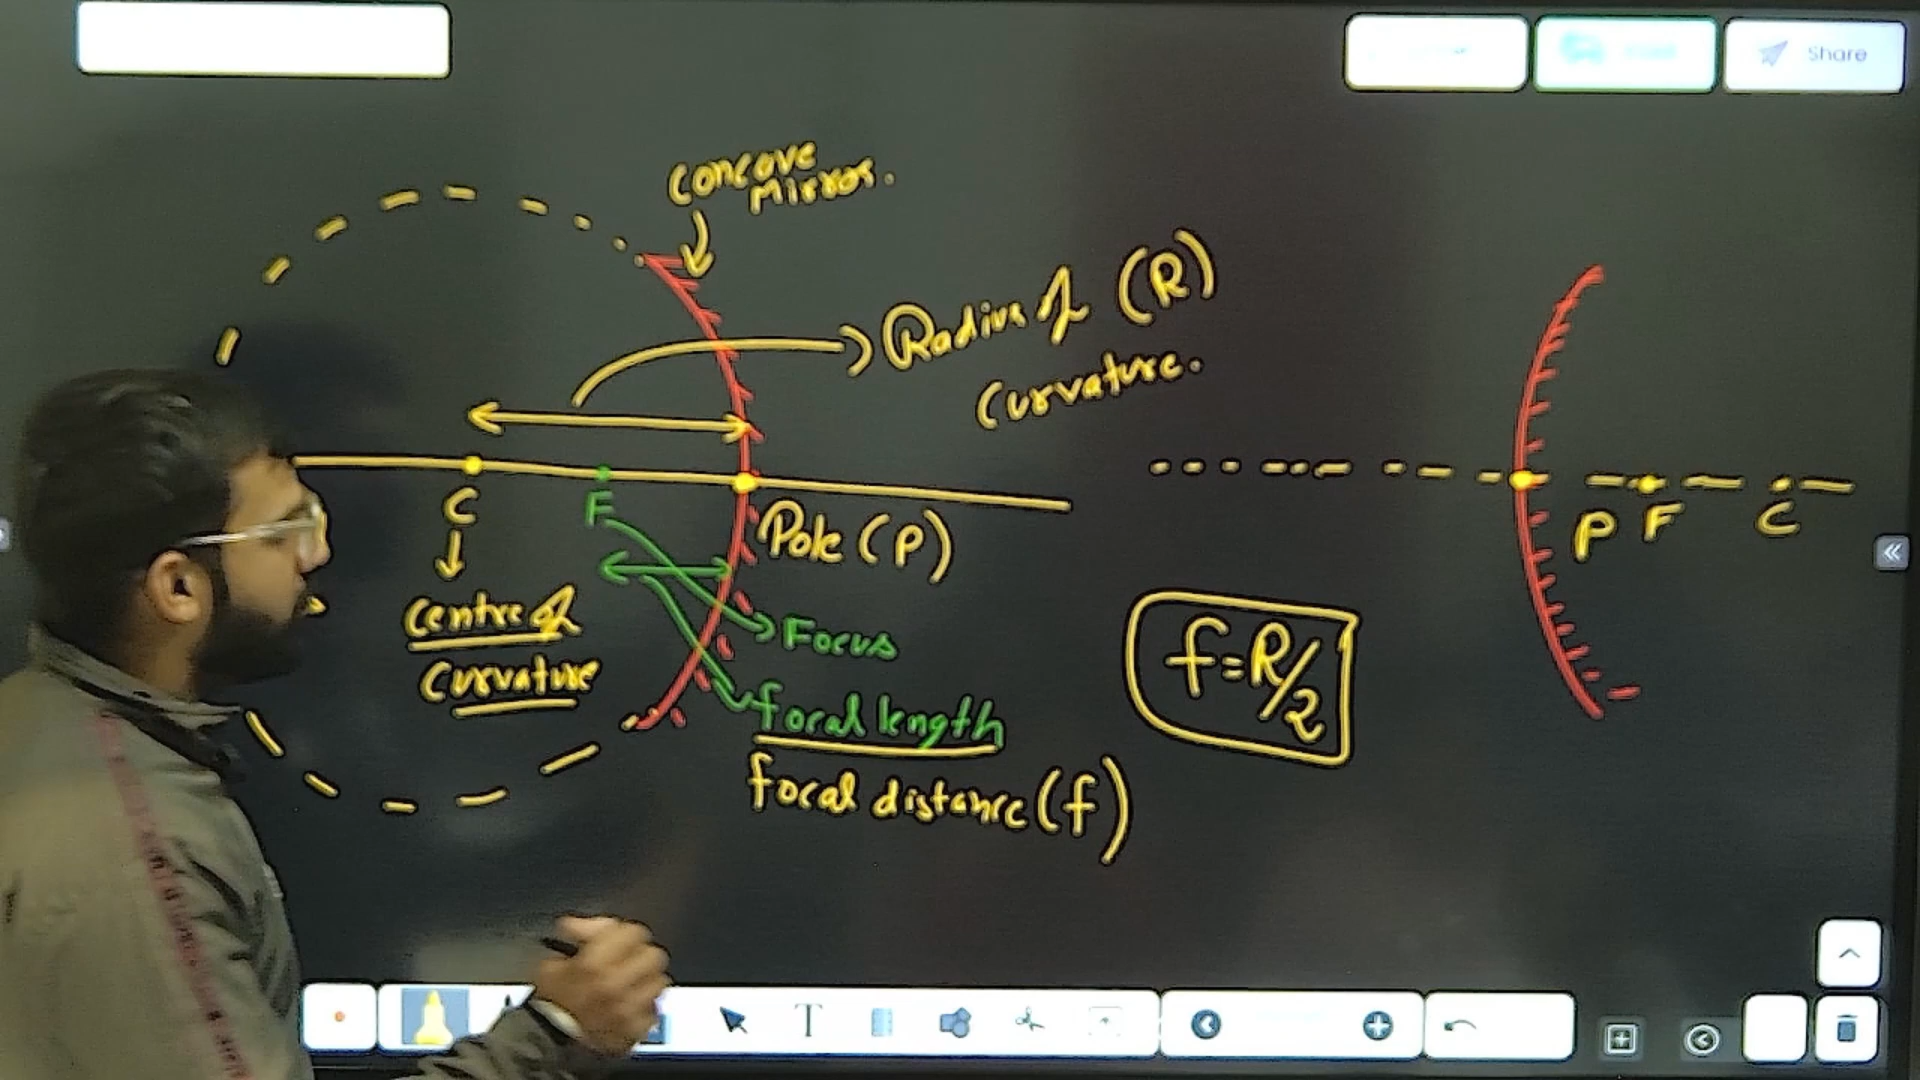 Share
Concave
Mirror.
Radius of (R)
Curvature.
C
F
Pole (P)
Centre of
Curvature
Focus
focal length
focal distance (f)
f=R/2
P
F
C
T